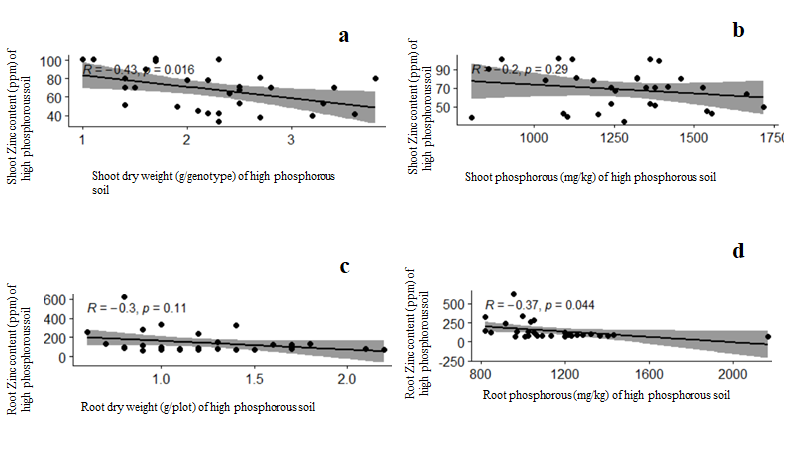 a
Shoot Zinc content (ppm) of
high phosphorous soil
100
80
60
40
R = −0.43, p = 0.016
1
2
3
Shoot dry weight (g/genotype) of high phosphorous
soil
b
Shoot Zinc content (ppm) of
high phosphorous soil
90
70
50
R = −0.2, p = 0.29
1000
1250
1500
1750
Shoot phosphorous (mg/kg) of high phosphorous soil
c
Root Zinc content (ppm) of
high phosphorous soil
600
400
200
0
R = −0.3, p = 0.11
1.0
1.5
2.0
Root dry weight (g/plot) of high phosphorous soil
d
Root Zinc content (ppm) of
high phosphorous soil
500
250
0
-250
R = −0.37, p = 0.044
800
1200
1600
2000
Root phosphorous (mg/kg) of high phosphorous soil